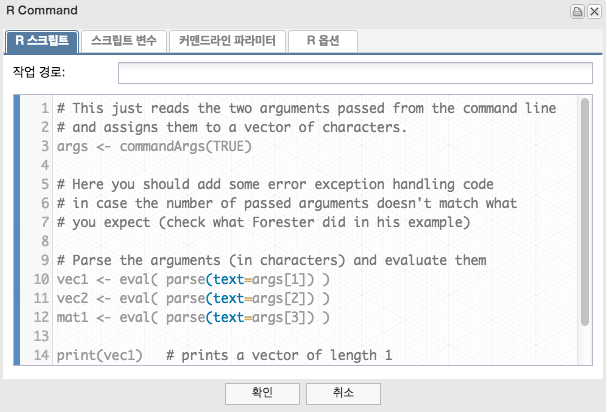 R Command
R 스크립트 스크립트 변수 커맨드라인 파라미터 R 옵션
작업 경로:
1 # This just reads the two arguments passed from the command line
2 # and assigns them to a vector of characters.
3 args <- commandArgs(TRUE)
4
5 # Here you should add some error exception handling code
6 # in case the number of passed arguments doesn't match what
7 # you expect (check what Forester did in his example)
8
9 # Parse the arguments (in characters) and evaluate them
10 vec1 <- eval( parse(text=args[1]) )
11 vec2 <- eval( parse(text=args[2]) )
12 mat1 <- eval( parse(text=args[3]) )
13
14 print(vec1)   # prints a vector of length 1
확인 취소